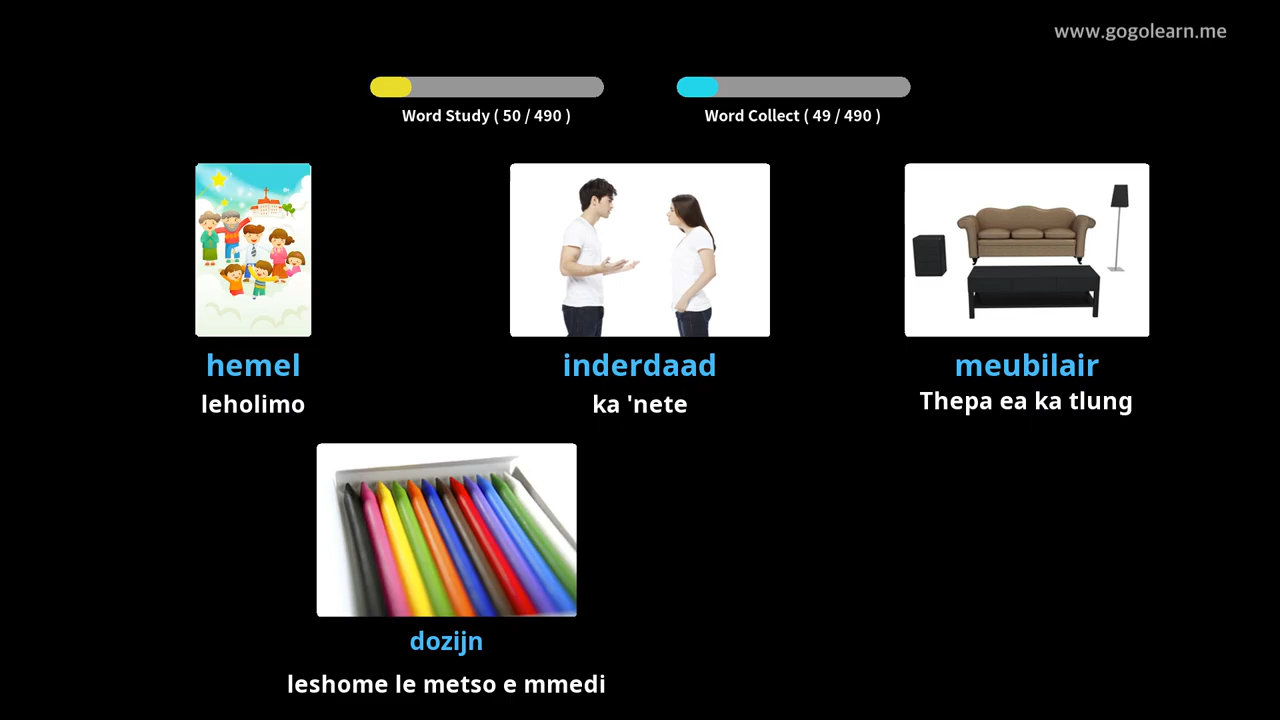 www.gogolearn.me
Word Study ( 50 / 490 )
Word Collect ( 49 / 490 )
hemel
leholimo
inderdaad
ka 'nete
meubilair
Thepa ea ka tlung
dozijn
leshome le metso e mmedi